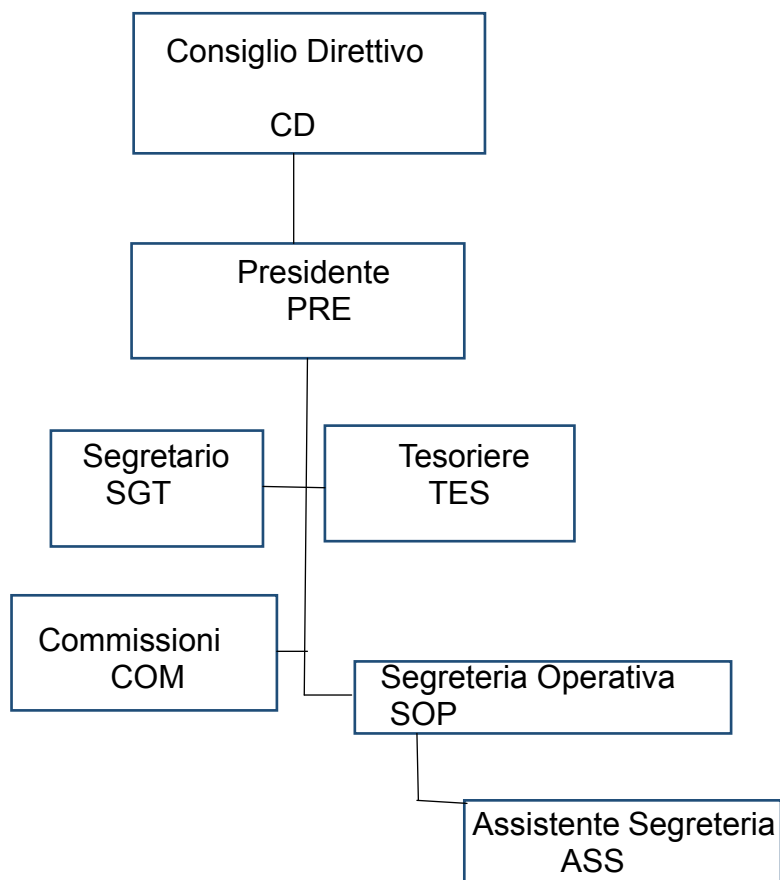 Consiglio Direttivo
CD
Presidente
PRE
Segretario
SGT
Tesoriere
TES
Commissioni
COM
Segreteria Operativa
SOP
Assistente Segreteria
ASS